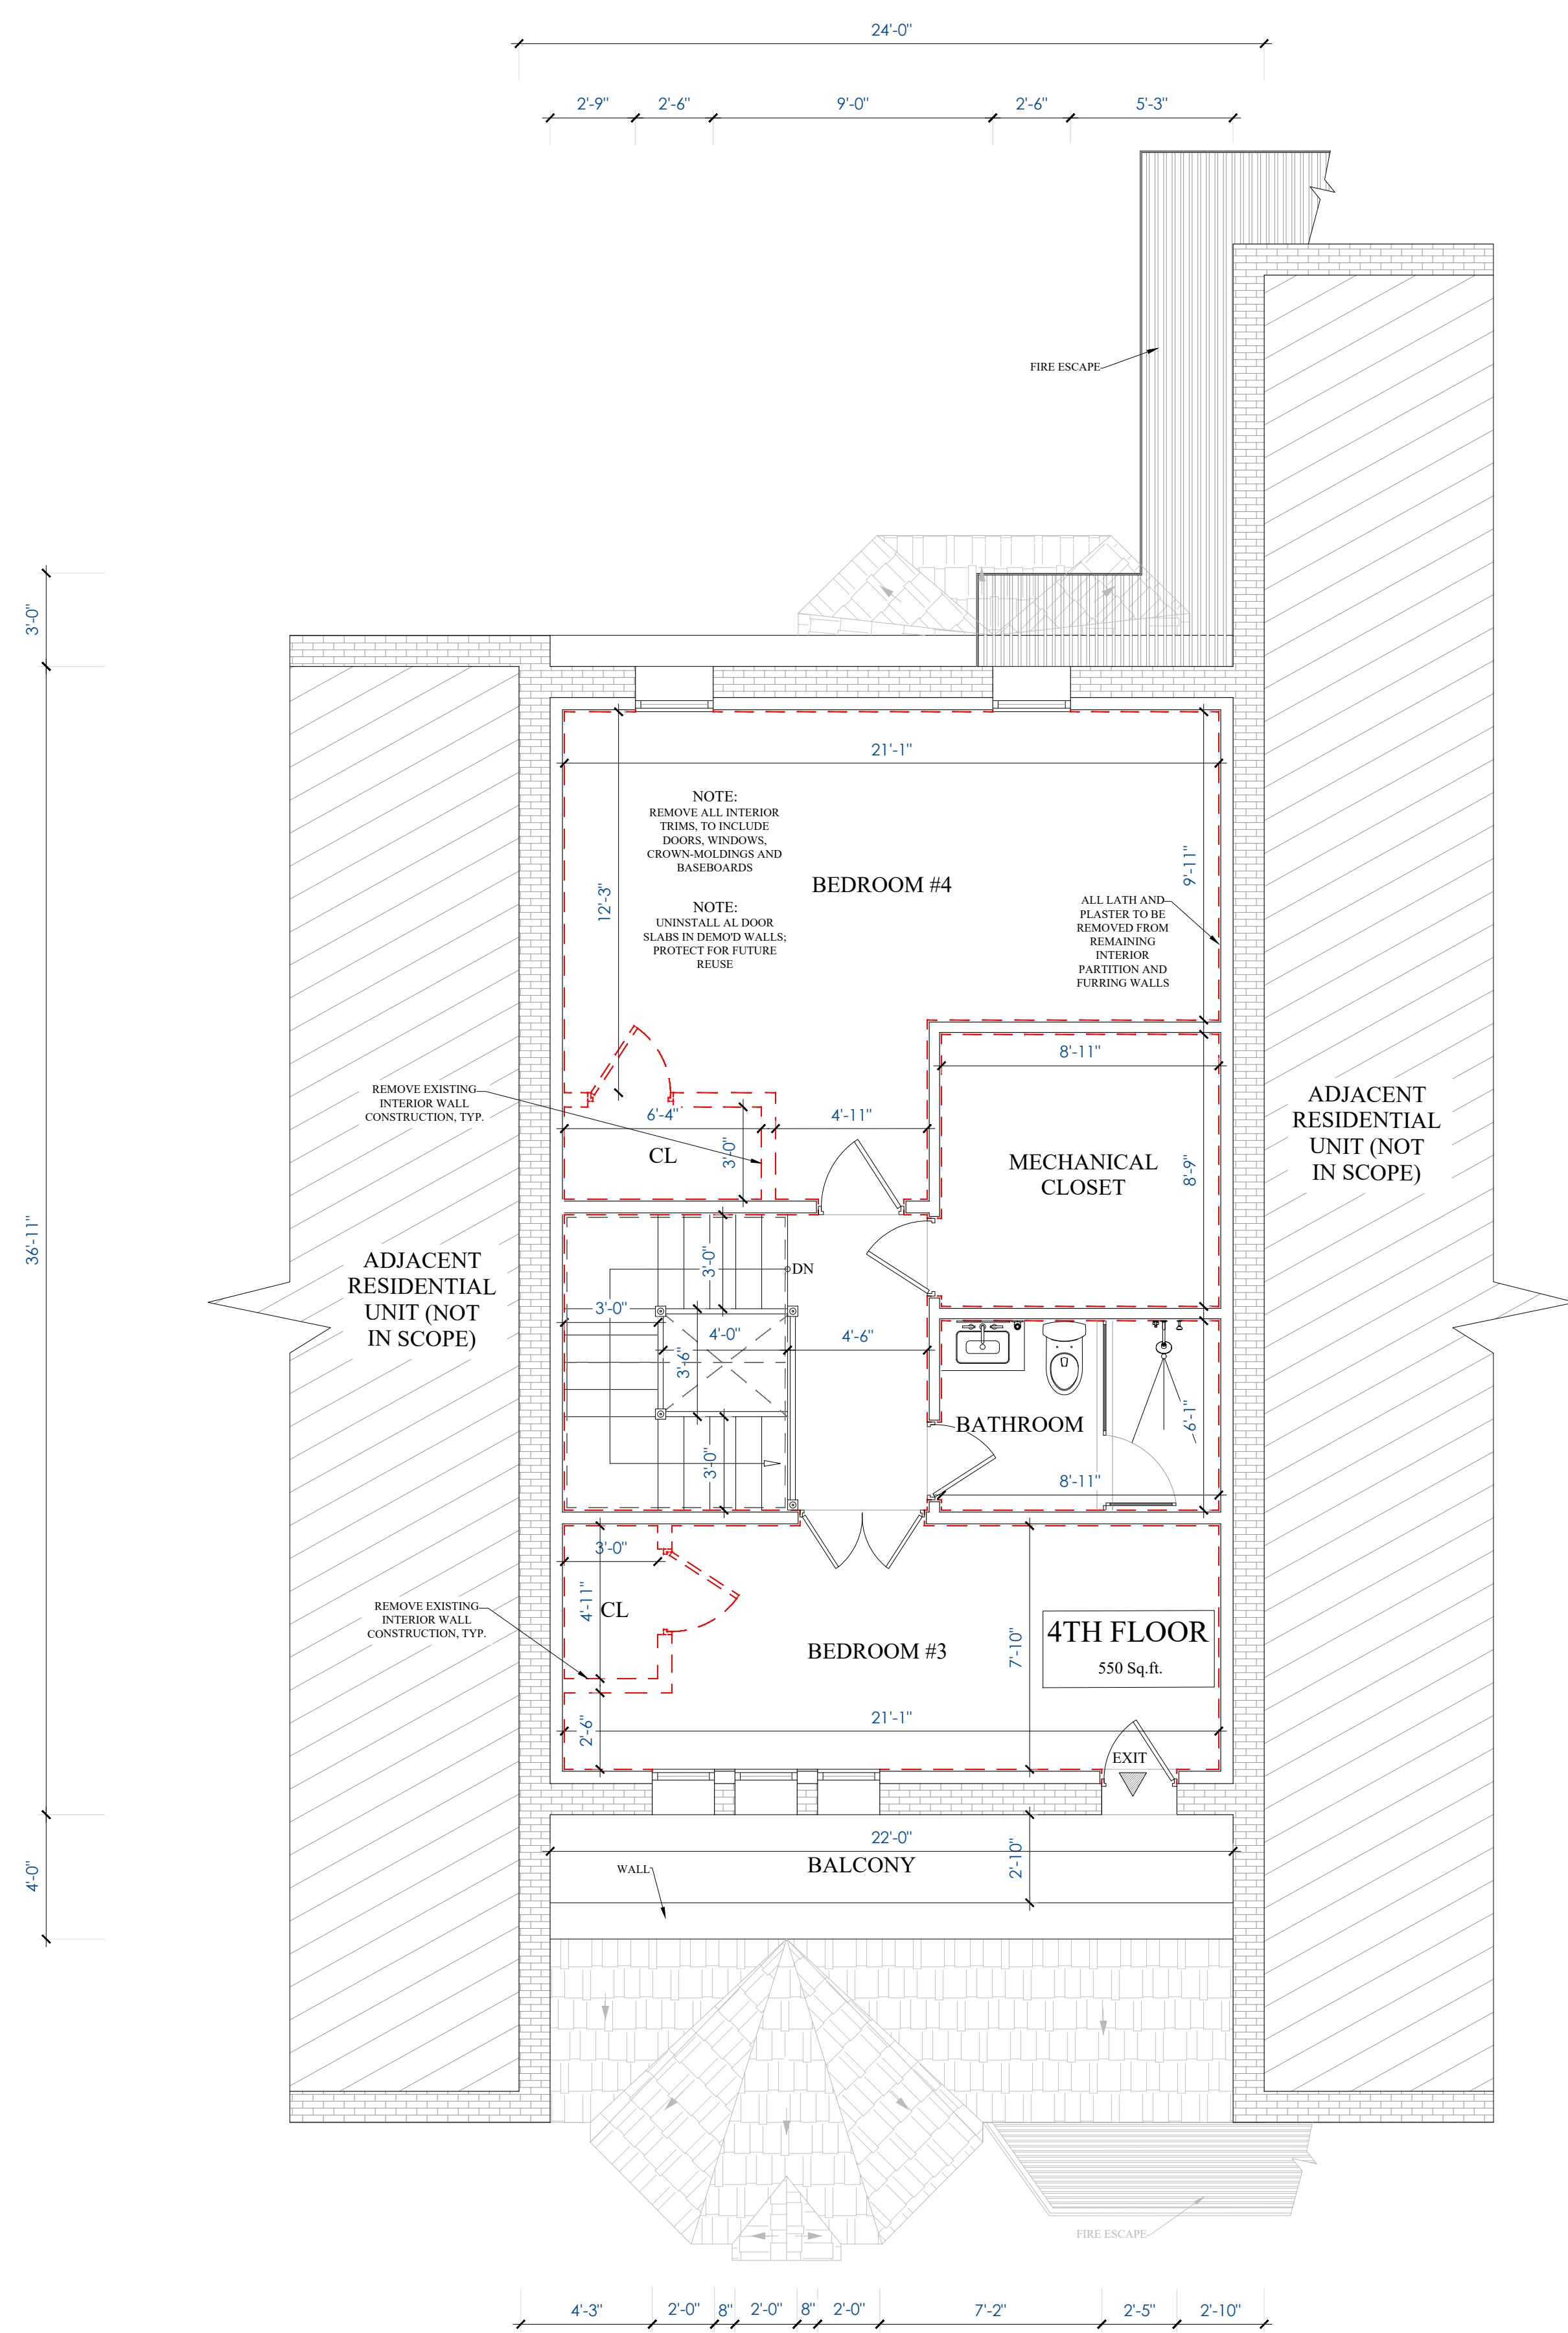 24'-0"
2'-9"
2'-6"
9'-0"
2'-6"
5'-3"
FIRE ESCAPE
3'-0"
36'-11"
4'-0"
21'-1"
NOTE:
REMOVE ALL INTERIOR
TRIMS, TO INCLUDE
DOORS, WINDOWS,
CROWN-MOLDINGS AND
BASEBOARDS
NOTE:
UNINSTALL AL DOOR
SLABS IN DEMO'D WALLS;
PROTECT FOR FUTURE
REUSE
12'-3"
BEDROOM #4
9'-11"
ALL LATH AND
PLASTER TO BE
REMOVED FROM
REMAINING
INTERIOR
PARTITION AND
FURRING WALLS
REMOVE EXISTING
INTERIOR WALL
CONSTRUCTION, TYP.
6'-4"
4'-11"
CL
3'-0"
8'-11"
MECHANICAL
CLOSET
8'-9"
ADJACENT
RESIDENTIAL
UNIT (NOT
IN SCOPE)
ADJACENT
RESIDENTIAL
UNIT (NOT
IN SCOPE)
3'-0"
DN
3'-0"
4'-0"
3'-6"
4'-6"
3'-0"
BATHROOM
6'-1"
8'-11"
3'-0"
4'-11"
CL
REMOVE EXISTING
INTERIOR WALL
CONSTRUCTION, TYP.
BEDROOM #3
7'-10"
4TH FLOOR
550 Sq.ft.
2'-6"
21'-1"
EXIT
22'-0"
BALCONY
2'-10"
WALL
FIRE ESCAPE
4'-3"
2'-0"
8"
2'-0"
8"
2'-0"
7'-2"
2'-5"
2'-10"